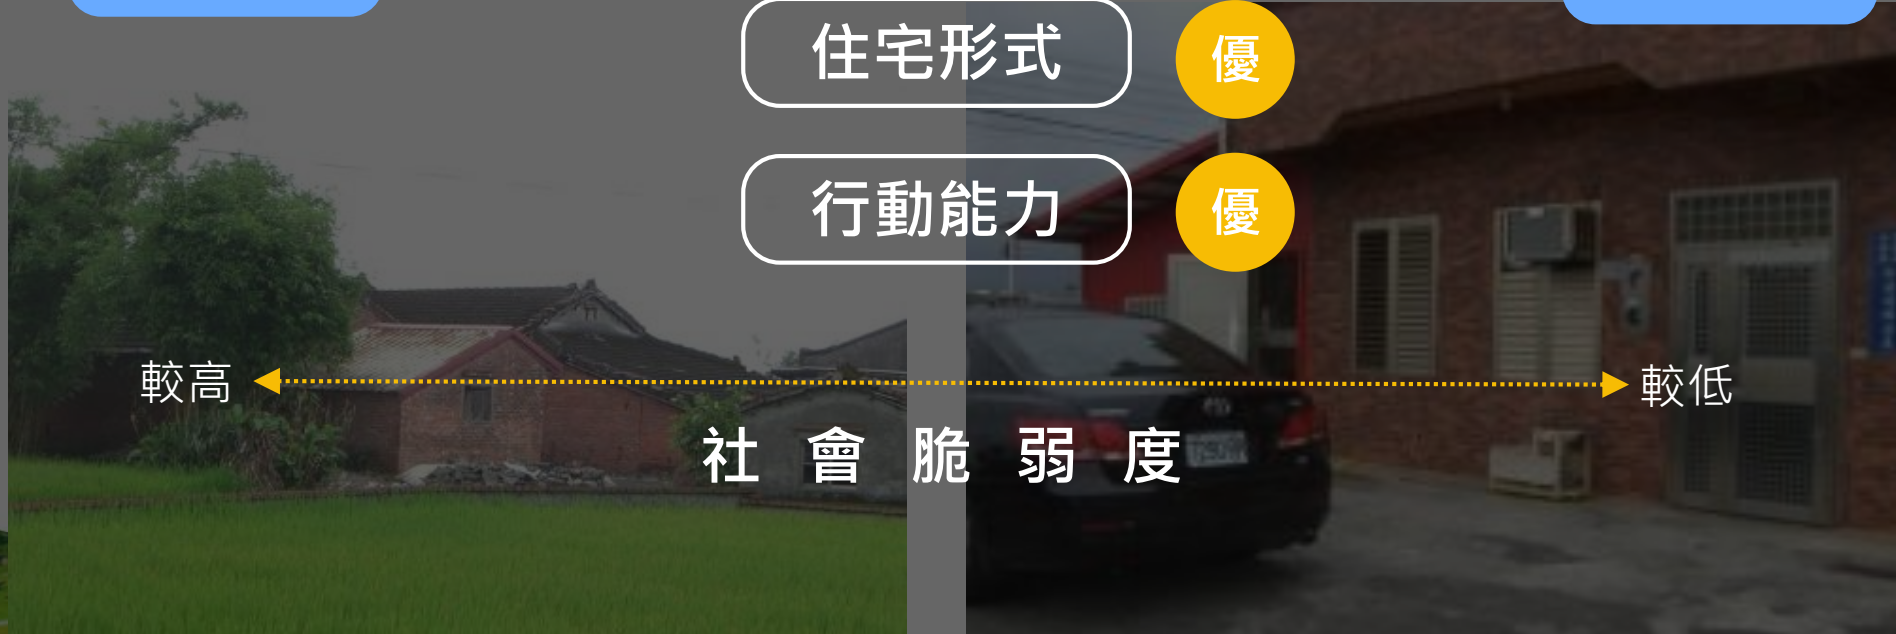 住宅形式 優
行動能力 優
較高 較低
社會脆弱度